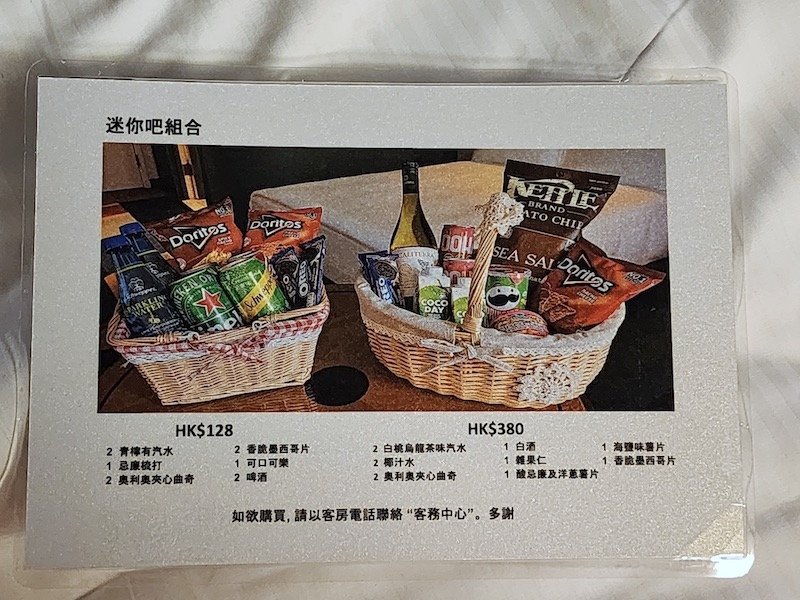 迷你吧組合
Doritos
Doritos
Schweppes
OREO
KETTLE
BRAND
POTATO CHIPS
SEA SALT
Doritos
CALITERRA
COCO
DAY
HK$128
2 青檸有汽水
1 忌廉梳打
2 奧利奧夾心曲奇
2 香脆墨西哥片
1 可口可樂
2 啤酒
HK$380
2 白桃烏龍茶味汽水
2 椰汁水
2 奧利奧夾心曲奇
1 白酒
1 雜果仁
1 酸忌廉及洋蔥薯片
1 海鹽味薯片
1 香脆墨西哥片
如欲購買, 請以客房電話聯絡 “客務中心”。多謝